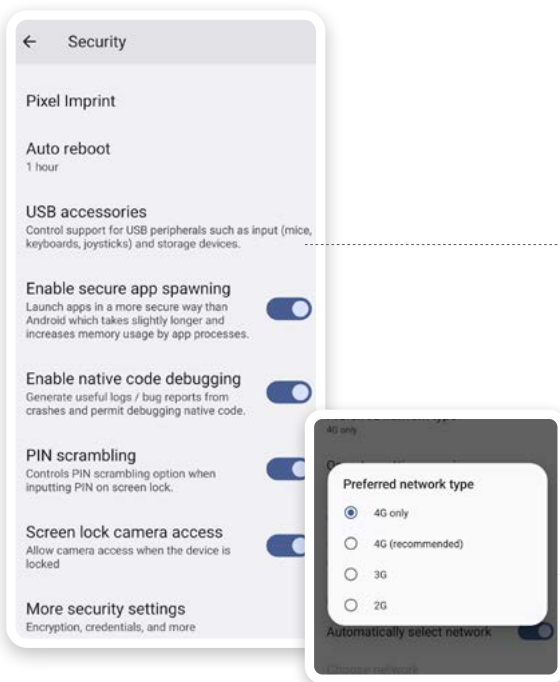 Security
Pixel Imprint
Auto reboot
1 hour
USB accessories
Control support for USB peripherals such as input (mice,
keyboards, joysticks) and storage devices.
Enable secure app spawning
Launch apps in a more secure way than
Android which takes slightly longer and
increases memory usage by app processes.
Enable native code debugging
Generate useful logs / bug reports from
crashes and permit debugging native code.
PIN scrambling
Controls PIN scrambling option when
inputting PIN on screen lock.
Screen lock camera access
Allow camera access when the device is
locked
More security settings
Encryption, credentials, and more
4G only
Preferred network type
4G only
4G (recommended)
3G
2G
Automatically select network
Choose network